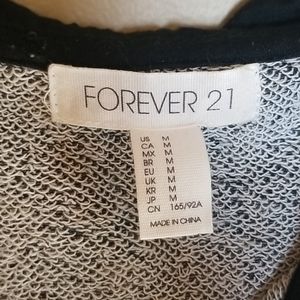 FOREVER 21
US M
CA M
MX M
BR M
EU M
UK M
KR M
JP M
CN 165/92A
MADE IN CHINA